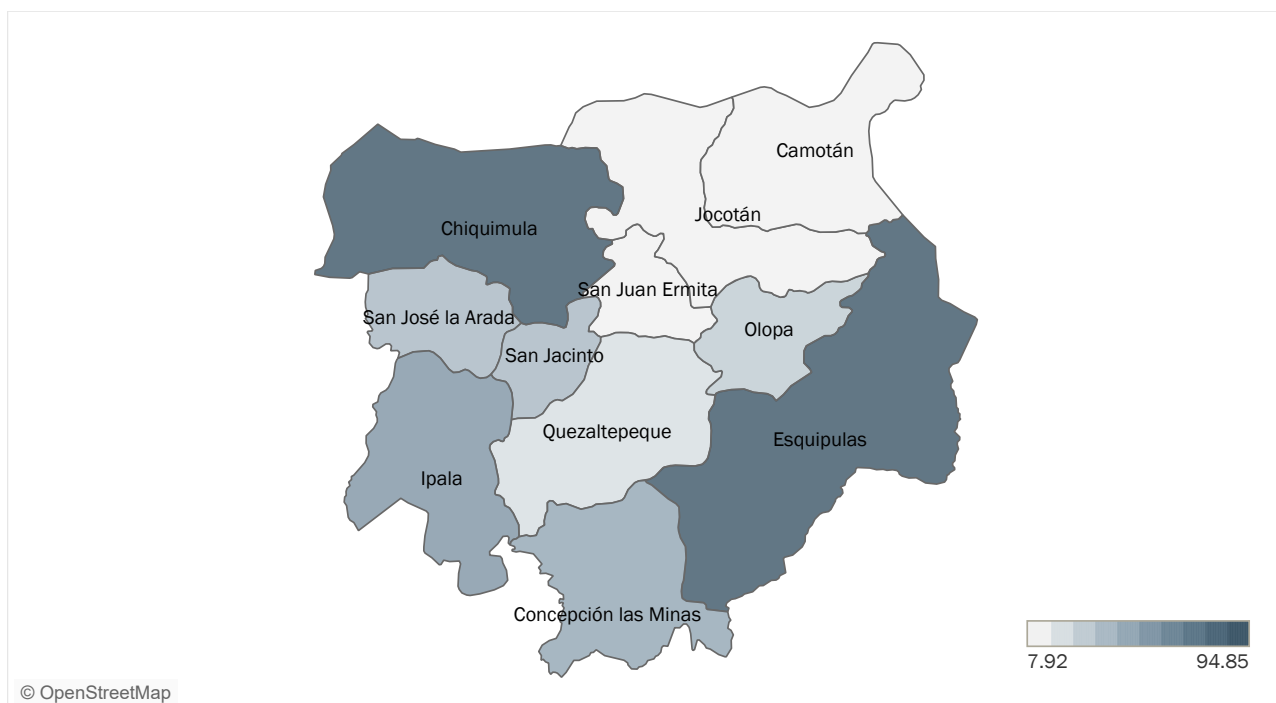 Camotán
Jocotán
Chiquimula
San Juan Ermita
San José la Arada
Olopa
San Jacinto
Quezaltepeque
Esquipulas
Ipala
Concepción las Minas
7.92
94.85
© OpenStreetMap